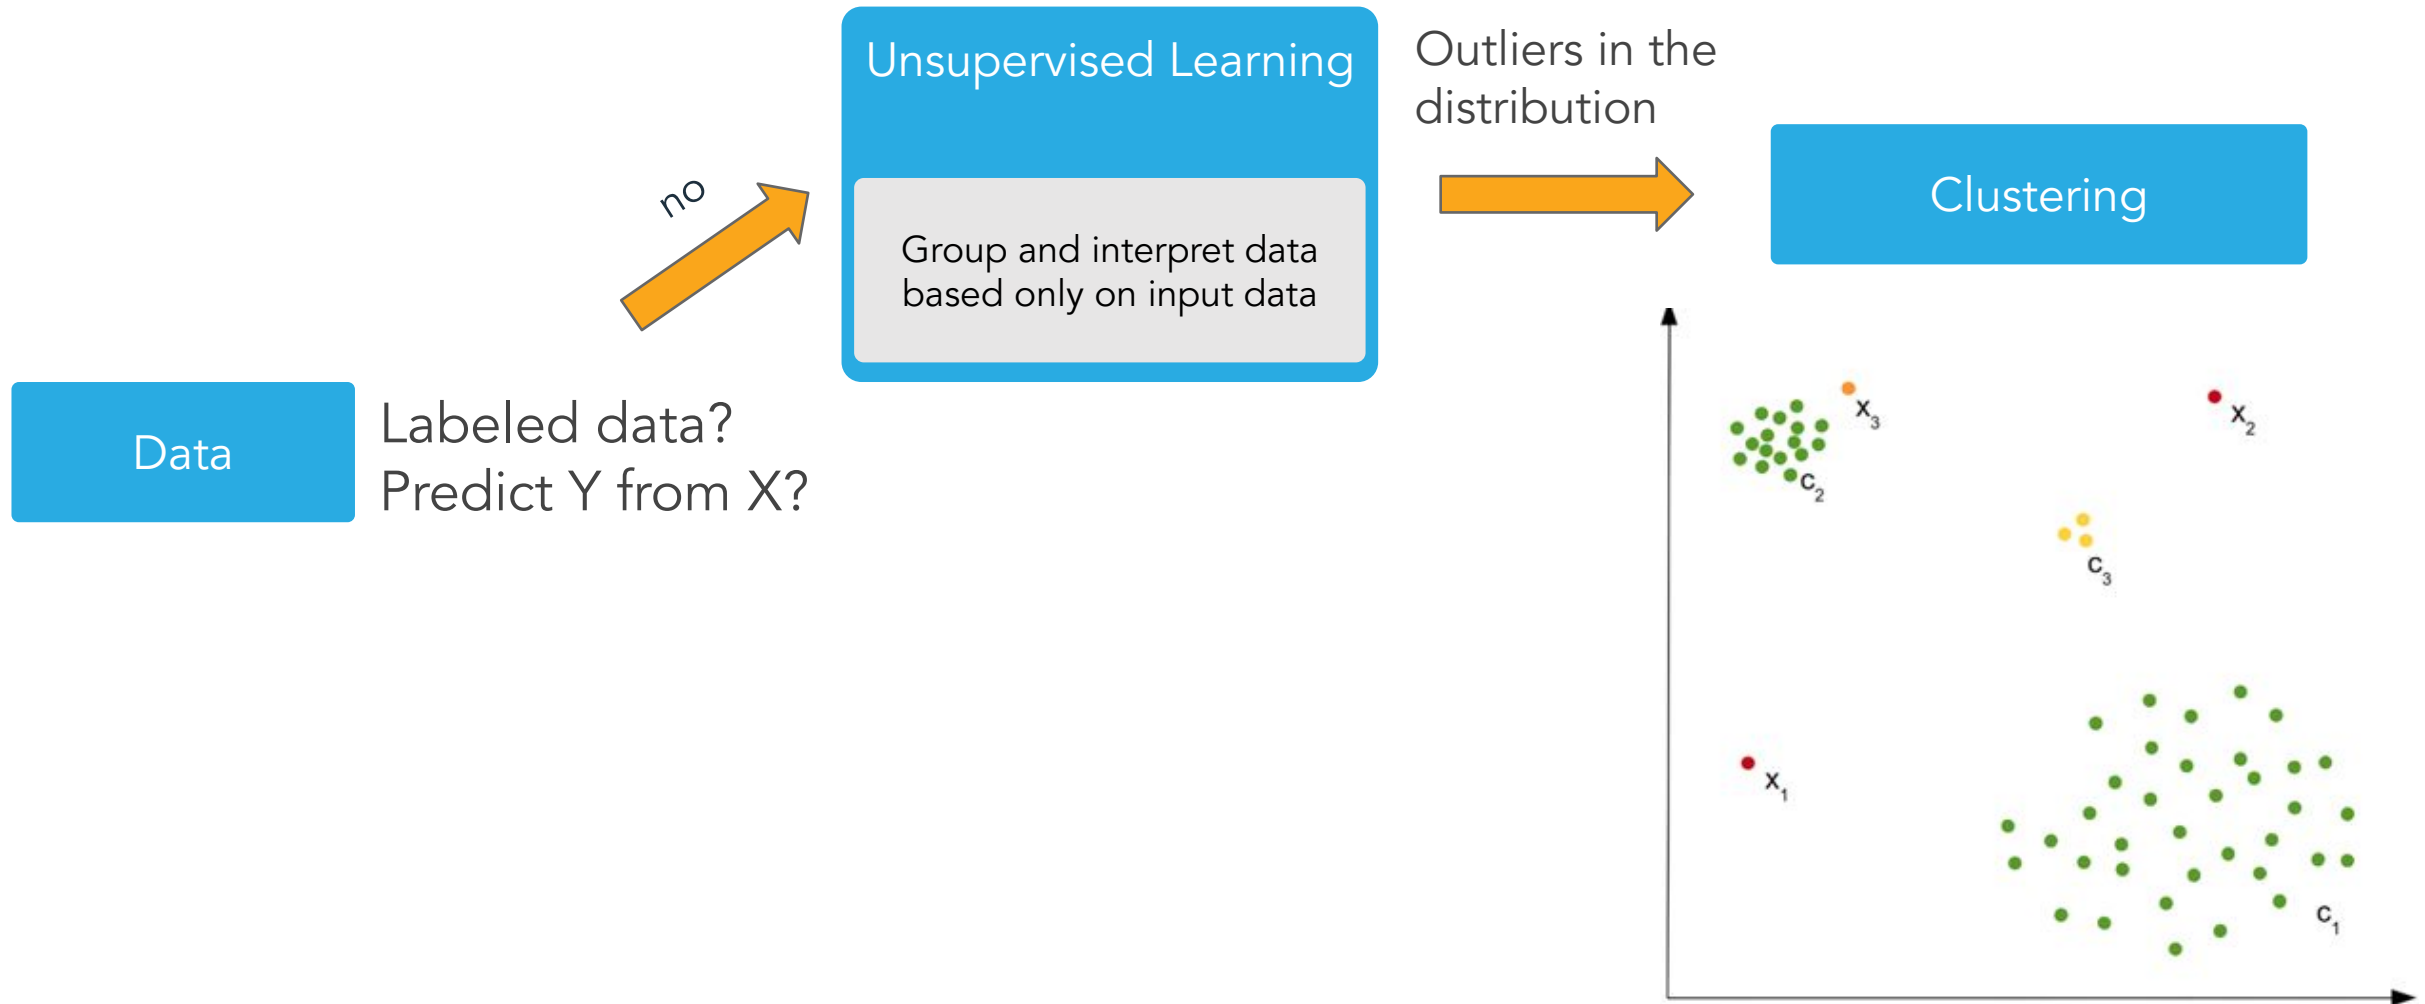 Unsupervised Learning
Outliers in the
distribution
no
Group and interpret data
based only on input data
Clustering
Data
Labeled data?
Predict Y from X?
X₃
X₂
C₂
C₃
X₁
C₁